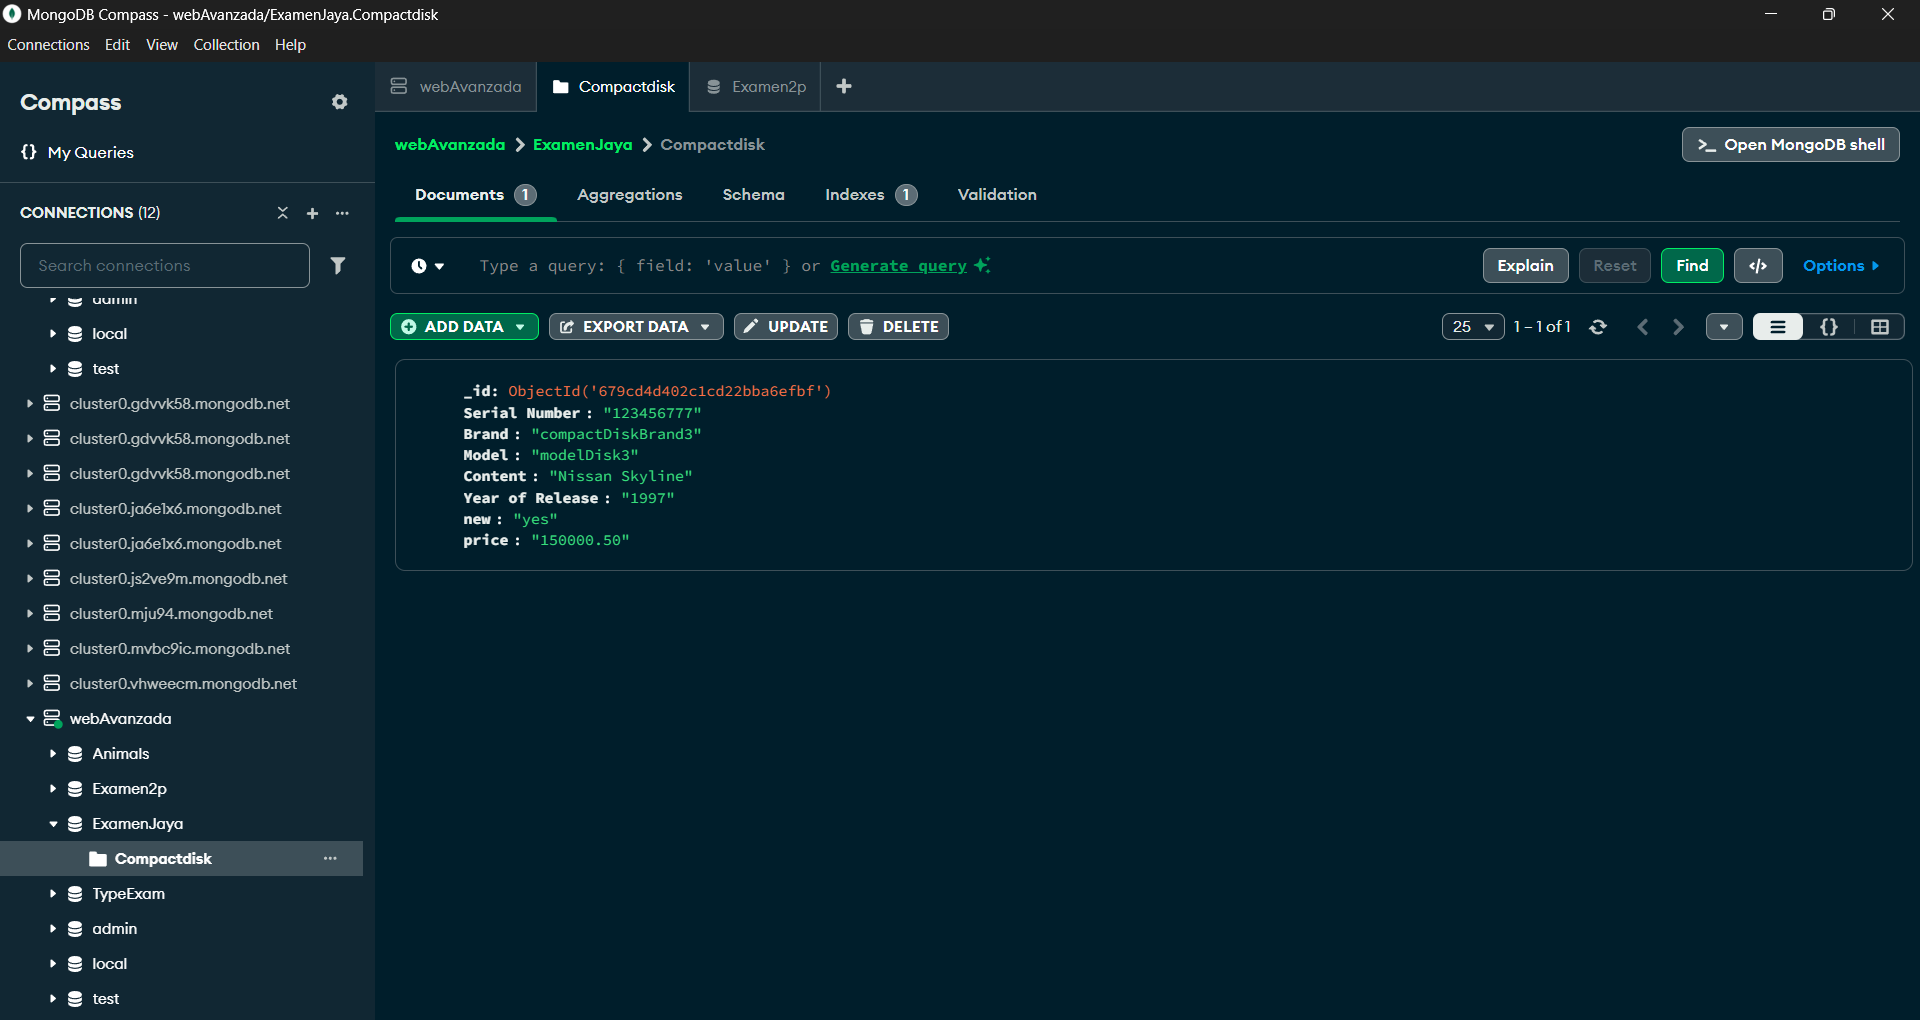 MongoDB Compass - webAvanzada/ExamenJaya.Compactdisk
Connections Edit View Collection Help
Compass
{} My Queries
CONNECTIONS (12)
Search connections
admin
local
test
cluster0.gdvvk58.mongodb.net
cluster0.gdvvk58.mongodb.net
cluster0.gdvvk58.mongodb.net
cluster0.ja6e1x6.mongodb.net
cluster0.ja6e1x6.mongodb.net
cluster0.js2ve9m.mongodb.net
cluster0.mju94.mongodb.net
cluster0.mvbc9ic.mongodb.net
cluster0.vhweecm.mongodb.net
webAvanzada
Animals
Examen2p
ExamenJaya
Compactdisk
TypeExam
admin
local
test
webAvanzada Compactdisk Examen2p
webAvanzada > ExamenJaya > Compactdisk
>_ Open MongoDB shell
Documents 1 Aggregations Schema Indexes 1 Validation
Type a query: { field: 'value' } or Generate query
Explain Reset Find </> Options
ADD DATA EXPORT DATA UPDATE DELETE
25 1–1 of 1 {}
_id: ObjectId('679cd4d402c1cd22bba6efbf')
Serial Number : "123456777"
Brand : "compactDiskBrand3"
Model : "modelDisk3"
Content : "Nissan Skyline"
Year of Release : "1997"
new : "yes"
price : "150000.50"